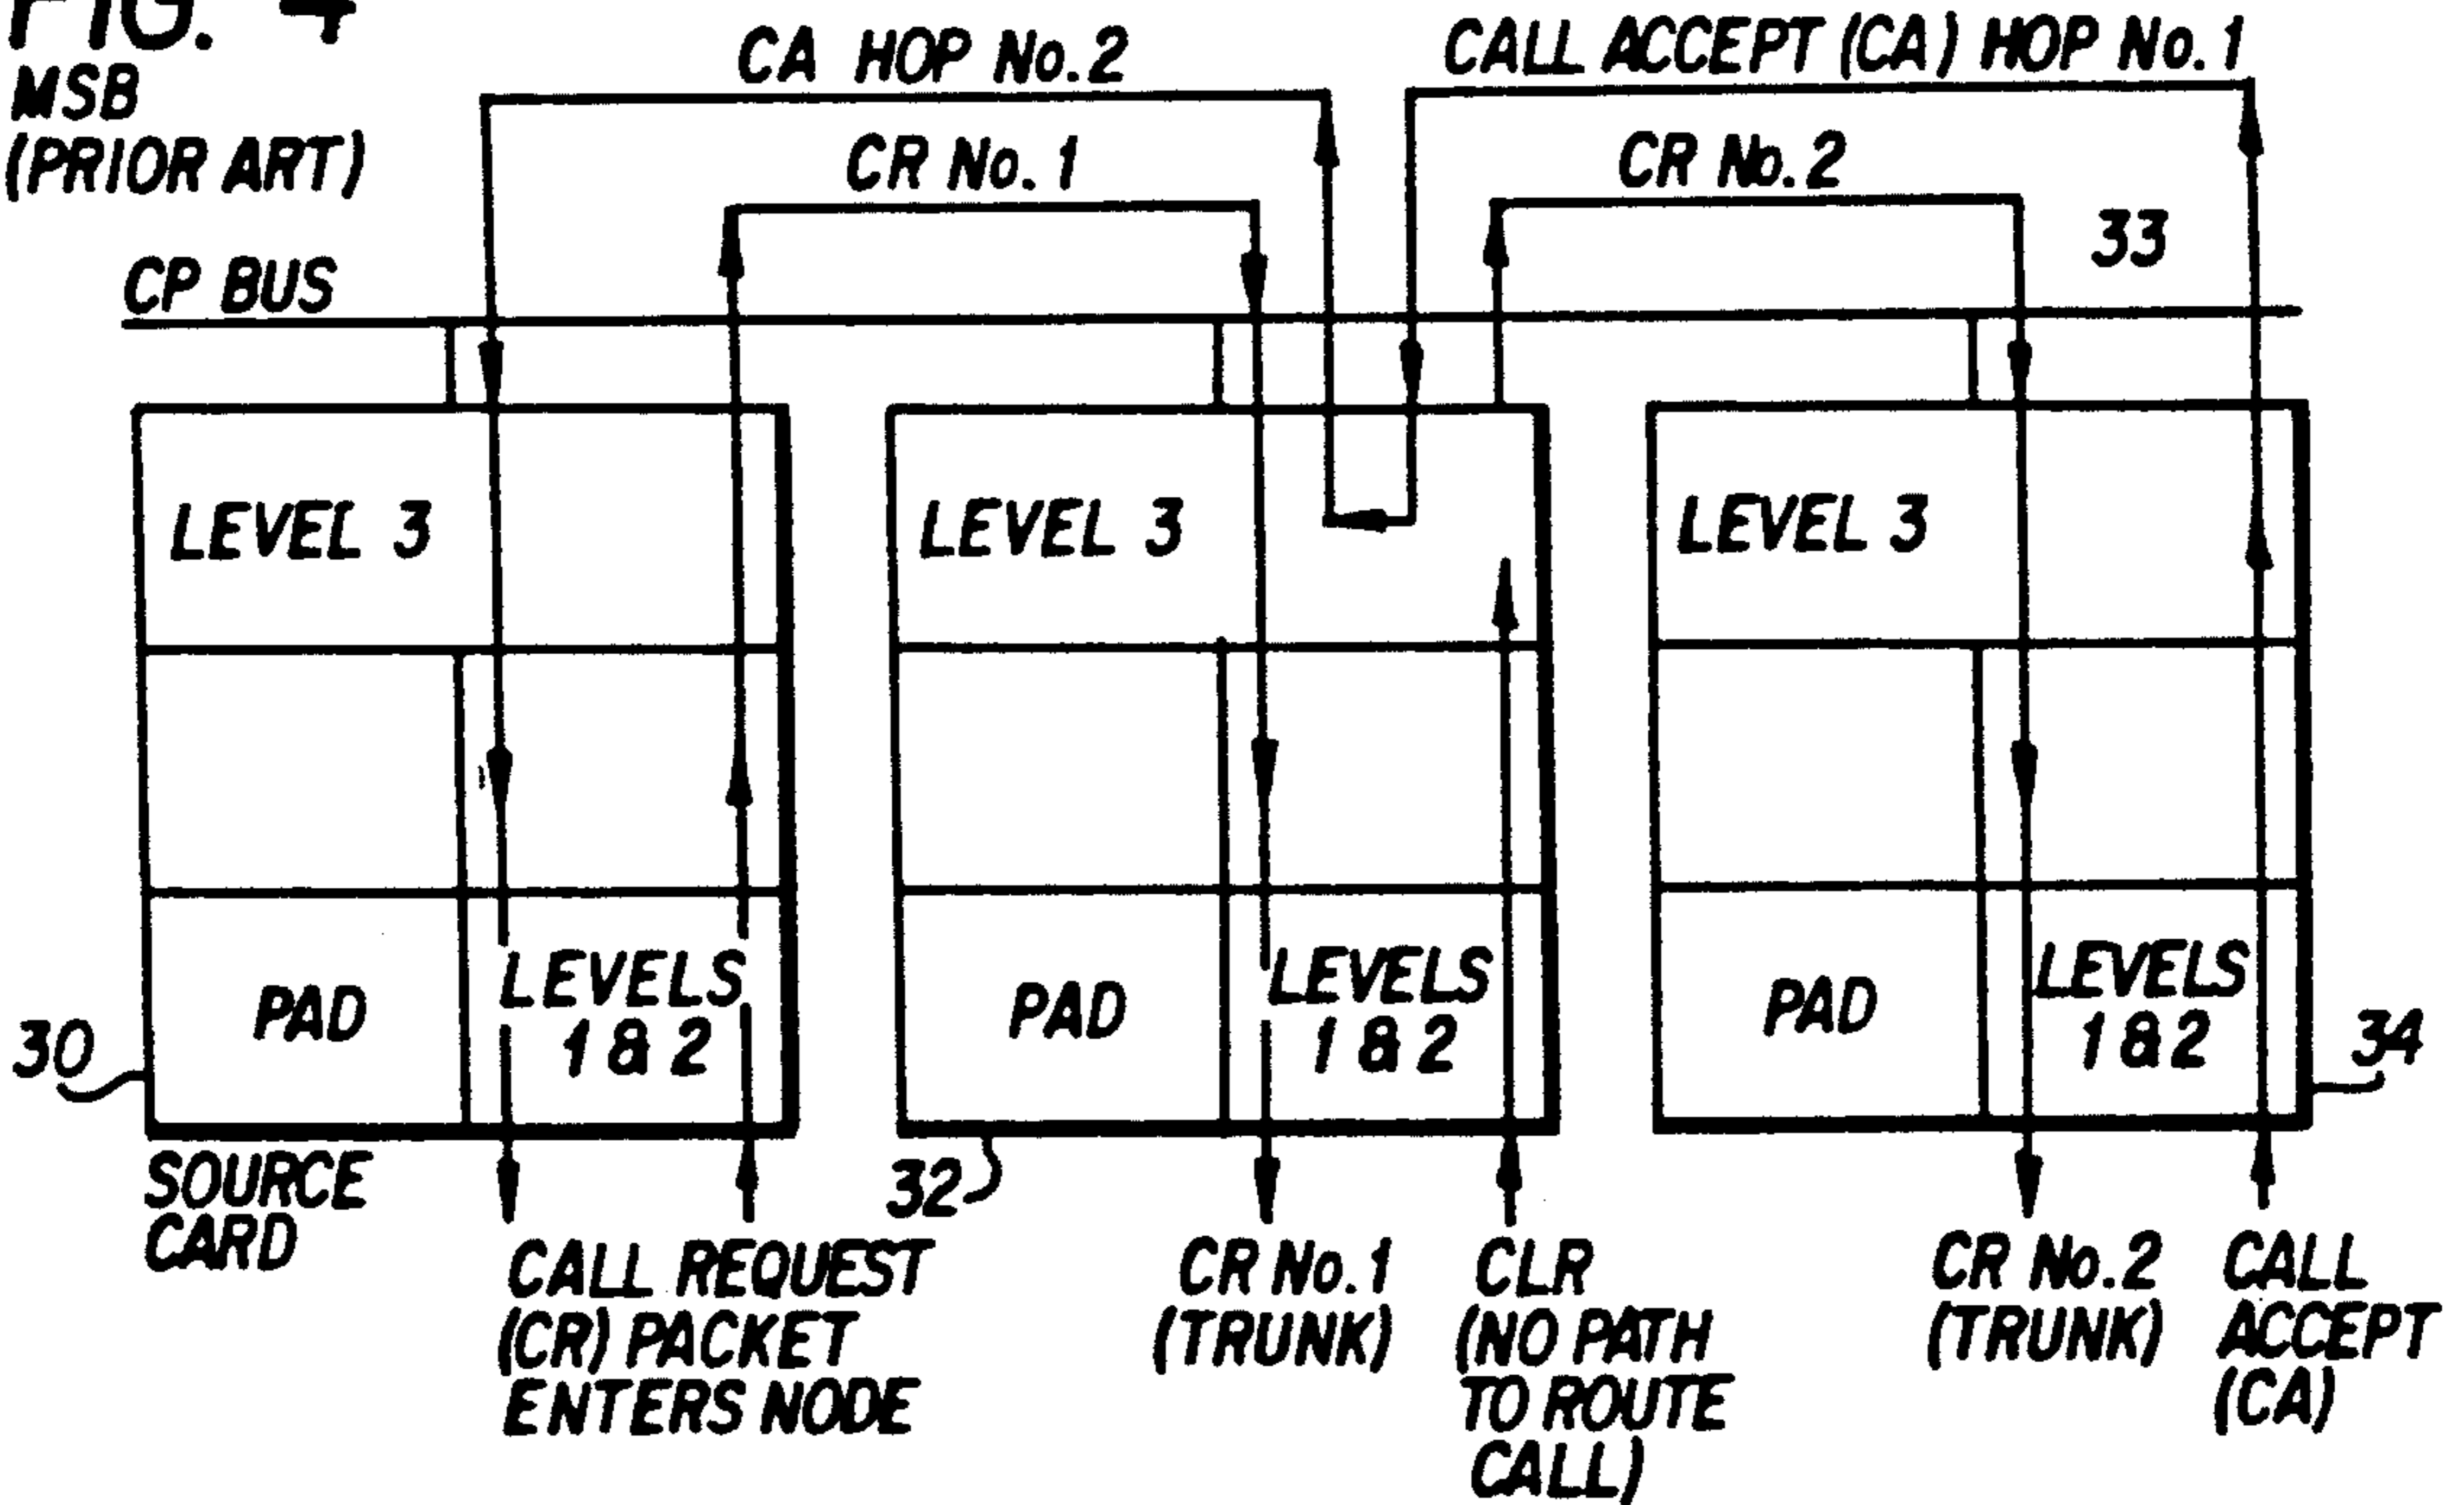 FIG. 4
MSB
(PRIOR ART)
CA HOP No. 2
CALL ACCEPT (CA) HOP No. 1
CR No. 1
CR No. 2
33
CP BUS
LEVEL 3
LEVEL 3
LEVEL 3
PAD
LEVELS
1 & 2
PAD
LEVELS
1 & 2
PAD
LEVELS
1 & 2
30
32
34
SOURCE
CARD
CALL REQUEST
(CR) PACKET
ENTERS NODE
CR No. 1
(TRUNK)
CLR
(NO PATH
TO ROUTE
CALL)
CR No. 2
(TRUNK)
CALL
ACCEPT
(CA)